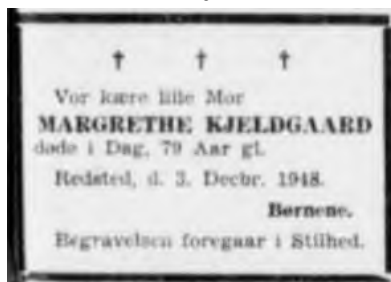 † † †
Vor kære lille Mor
MARGRETHE KJELDGAARD
døde i Dag, 79 Aar gl.
Redsted, d. 3. Decbr. 1948.
Børnene.
Begravelsen foregaar i Stilhed.